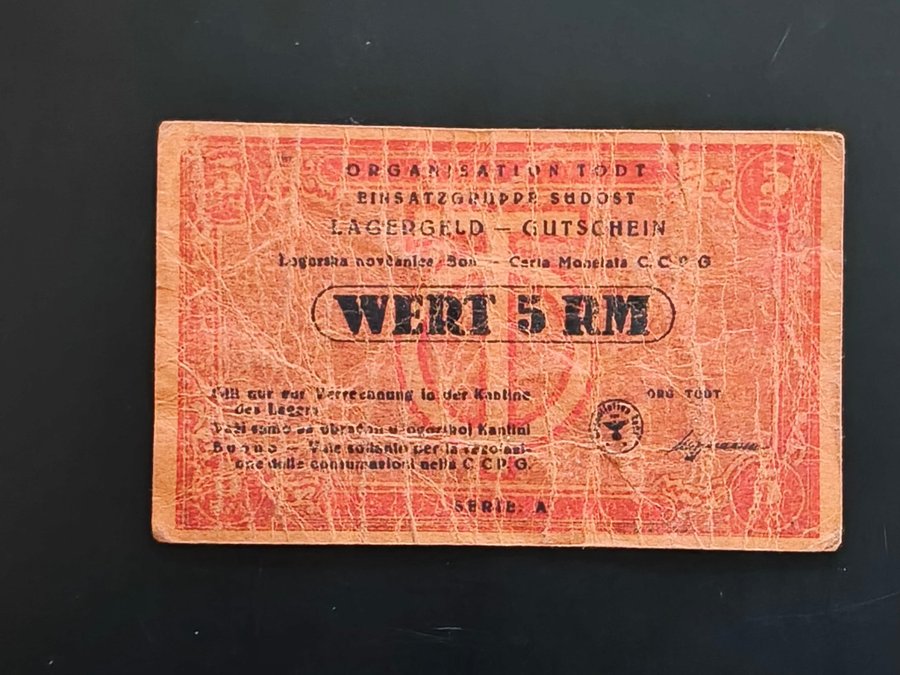 ORGANISATION TODT
EINSATZGRUPPE SÜDOST
LAGERGELD — GUTSCHEIN
Logorska novčanica Bon — Carta Monetata C. C. P. G
WERT 5 RM
Gilt nur zur Verrechnung in der Kantine
des Lagers
ORG TODT
Važi samo za obračun u logorskoj Kantini
Buono — Vale soltanto per la regolazi-
one delle consumazioni nella C. C. P. G.
SERIE. A